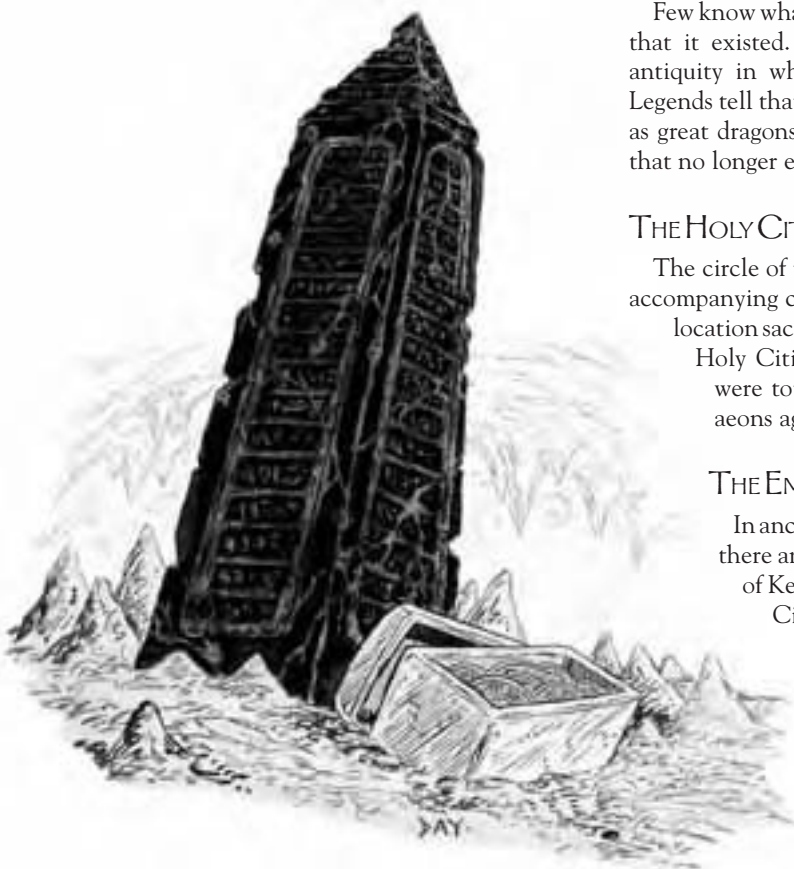 Few know wha
that it existed.
antiquity in wh
Legends tell tha
as great dragons
that no longer e
THE HOLY CIT
The circle of
accompanying c
location sac
Holy Citi
were to
aeons ag
THE EN
In anc
there ar
of Ke
Ci
DAY